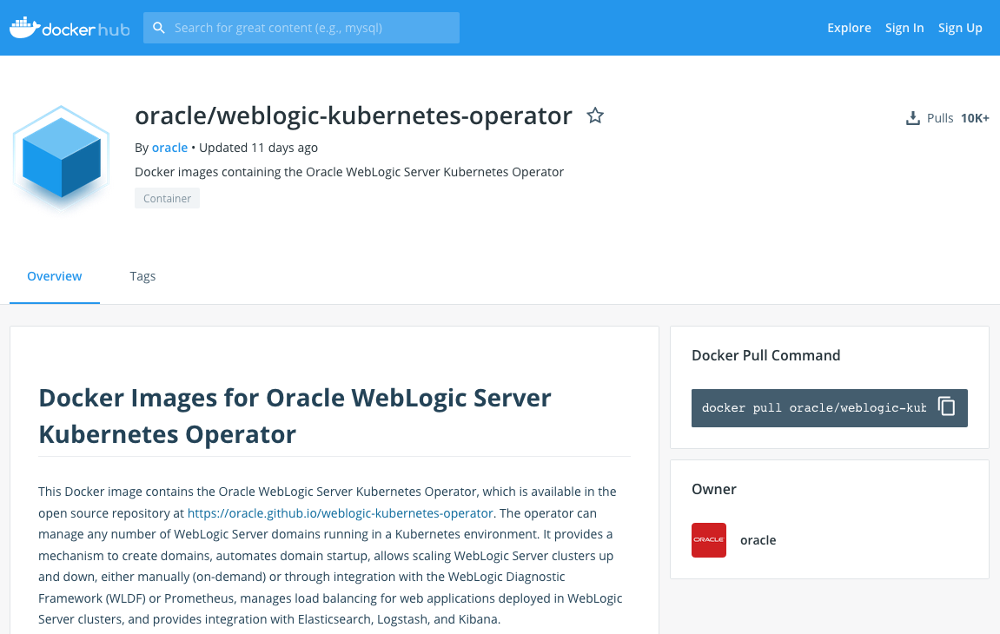 docker hub
Search for great content (e.g., mysql)
Explore Sign In Sign Up
oracle/weblogic-kubernetes-operator
Pulls 10K+
By oracle • Updated 11 days ago
Docker images containing the Oracle WebLogic Server Kubernetes Operator
Container
Overview Tags
Docker Images for Oracle WebLogic Server
Kubernetes Operator
This Docker image contains the Oracle WebLogic Server Kubernetes Operator, which is available in the
open source repository at https://oracle.github.io/weblogic-kubernetes-operator. The operator can
manage any number of WebLogic Server domains running in a Kubernetes environment. It provides a
mechanism to create domains, automates domain startup, allows scaling WebLogic Server clusters up
and down, either manually (on-demand) or through integration with the WebLogic Diagnostic
Framework (WLDF) or Prometheus, manages load balancing for web applications deployed in WebLogic
Server clusters, and provides integration with Elasticsearch, Logstash, and Kibana.
Docker Pull Command
docker pull oracle/weblogic-kub
Owner
ORACLE
oracle